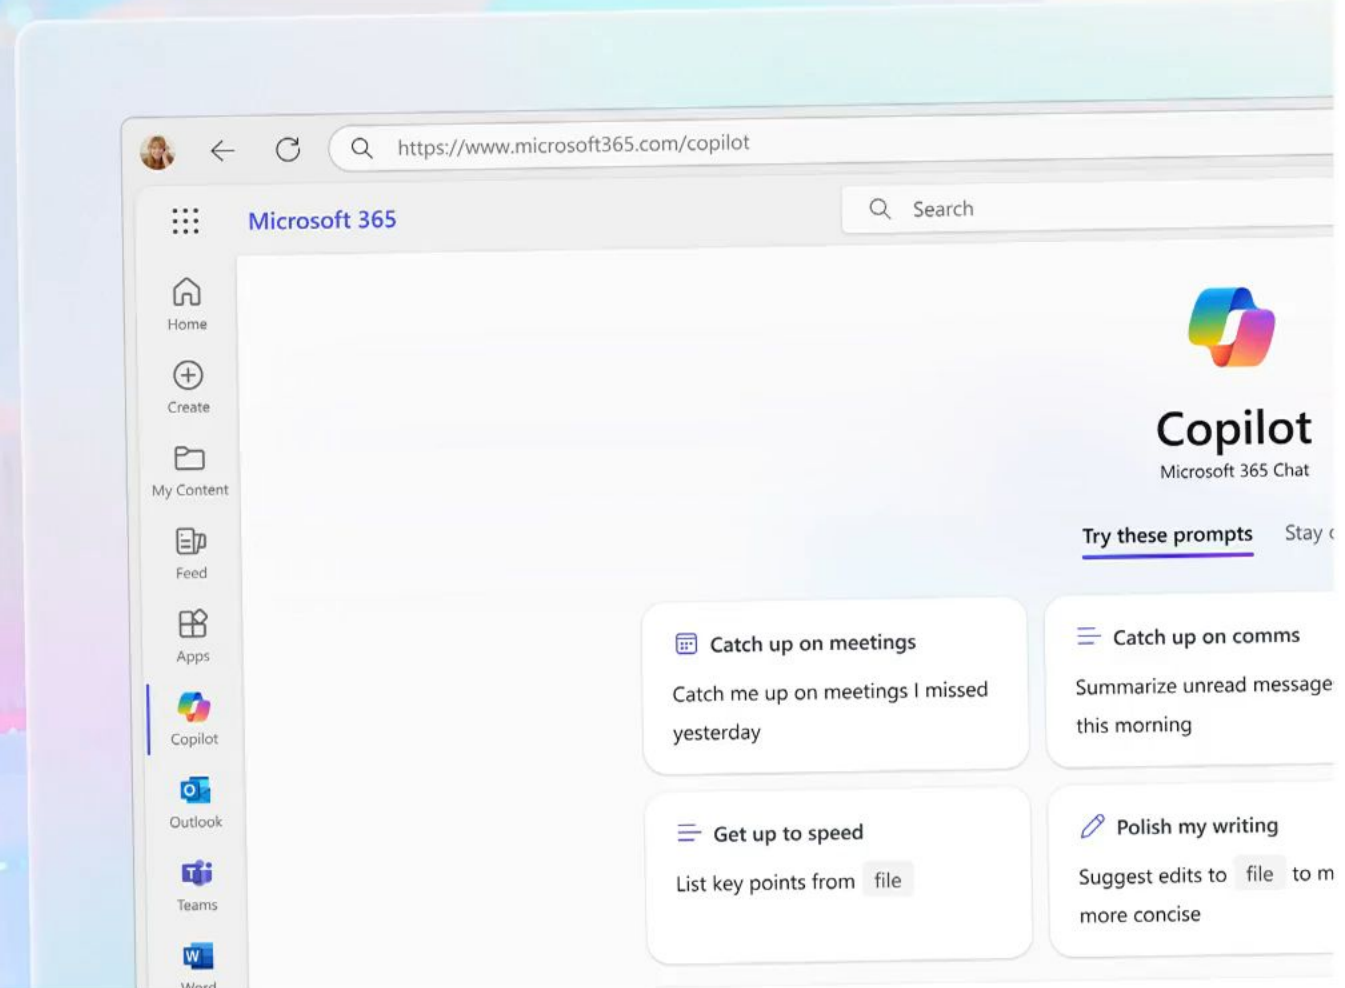 https://www.microsoft365.com/copilot
Microsoft 365
Search
Home
Create
My Content
Feed
Apps
Copilot
Outlook
Teams
Word
Copilot
Microsoft 365 Chat
Try these prompts
Stay
Catch up on meetings
Catch me up on meetings I missed
yesterday
Catch up on comms
Summarize unread message
this morning
Get up to speed
List key points from file
Polish my writing
Suggest edits to file to m
more concise